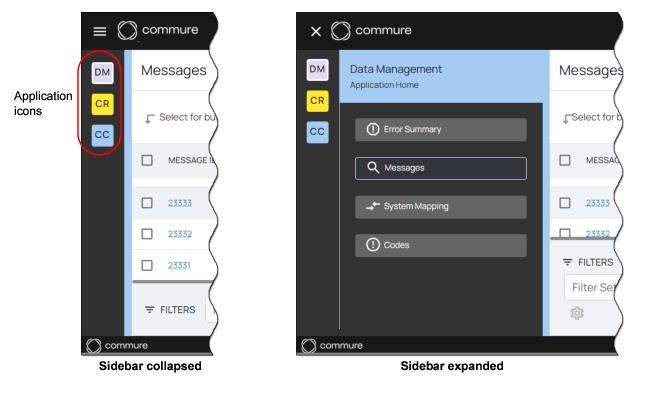 commure
DM
CR
CC
Application
icons
Messages
Select for bu
MESSAGE I
23333
23332
23331
FILTERS
commure
Sidebar collapsed
commure
DM
CR
CC
Data Management
Application Home
Error Summary
Messages
System Mapping
Codes
Messages
Select for b
MESSAG
23333
23332
FILTERS
Filter Se
commure
Sidebar expanded